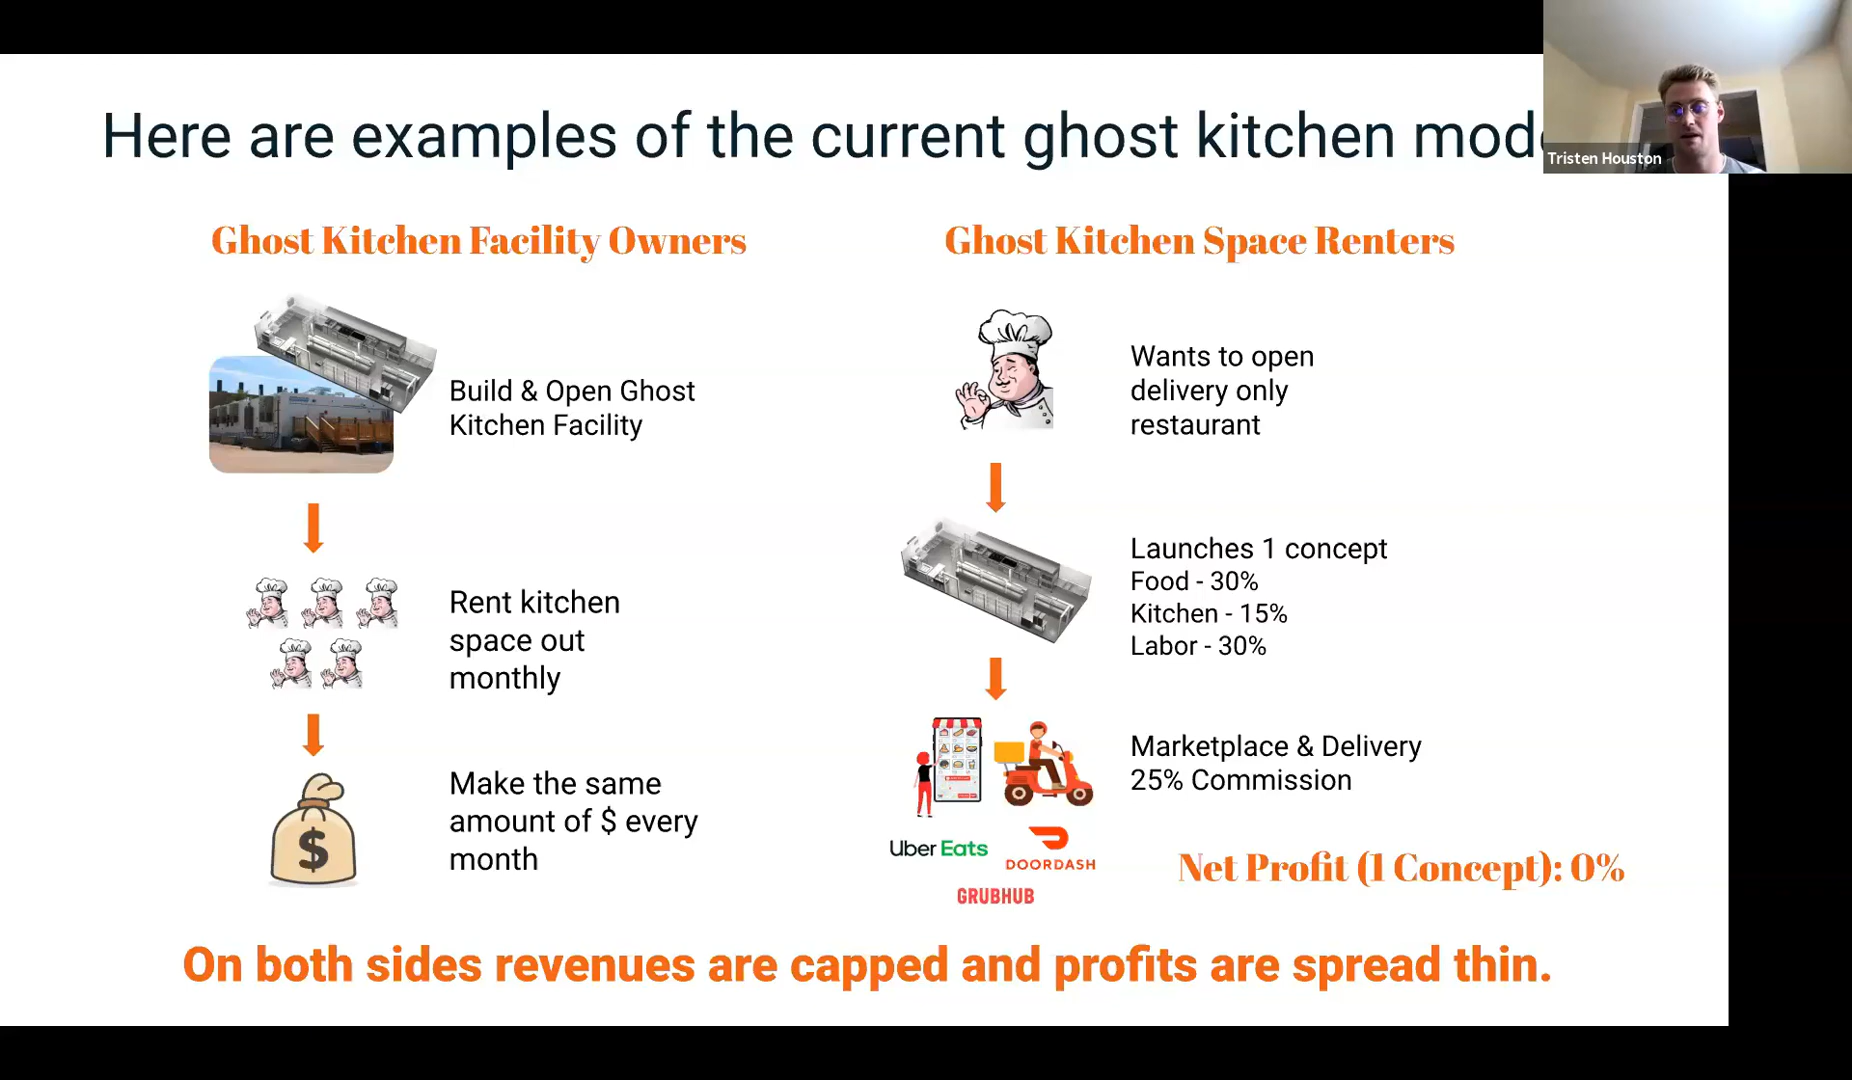 Here are examples of the current ghost kitchen mod
Tristen Houston
Ghost Kitchen Facility Owners
Build & Open Ghost
Kitchen Facility
Rent kitchen
space out
monthly
$
Make the same
amount of $ every
month
Ghost Kitchen Space Renters
Wants to open
delivery only
restaurant
Launches 1 concept
Food - 30%
Kitchen - 15%
Labor - 30%
Marketplace & Delivery
25% Commission
Uber Eats
DOORDASH
GRUBHUB
Net Profit (1 Concept): 0%
On both sides revenues are capped and profits are spread thin.